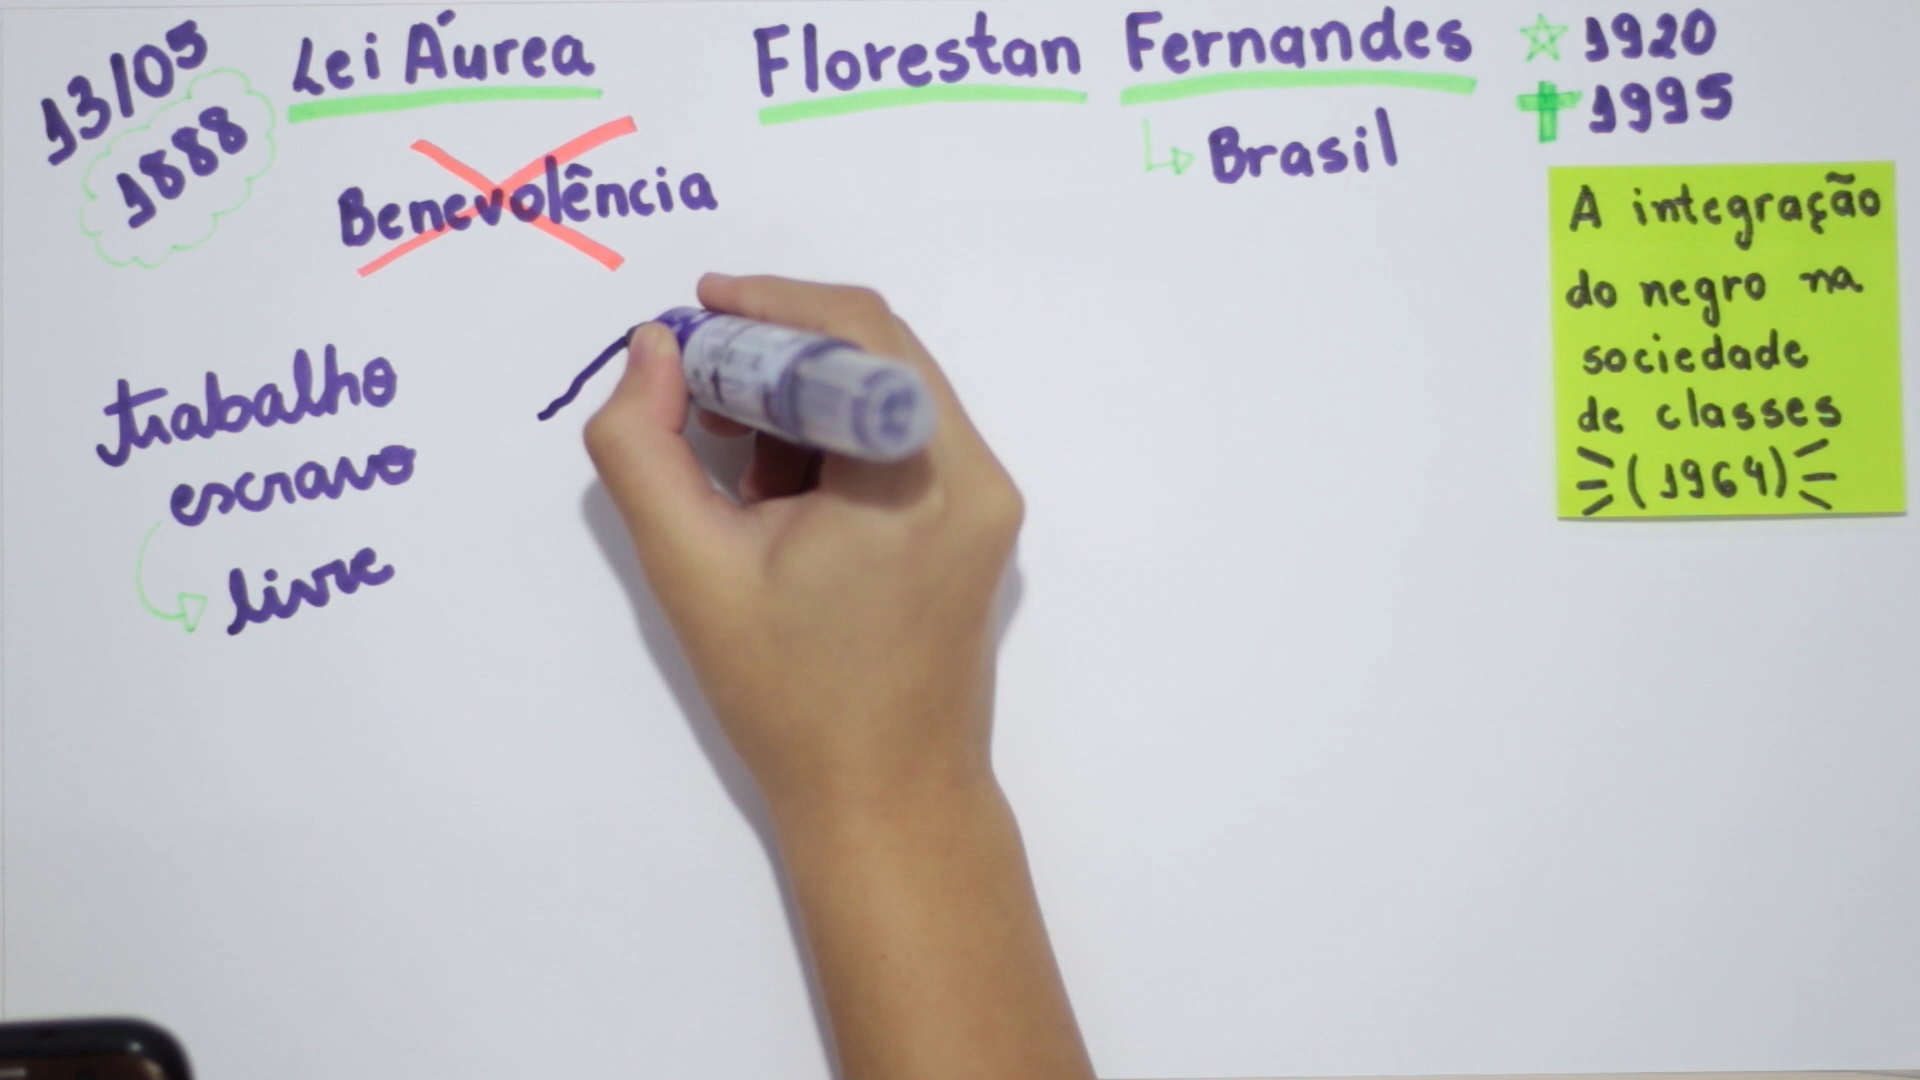 13/05
1888
Lei Áurea
Benevolência
trabalho
escravo
livre
Florestan Fernandes
Brasil
1920
1995
A integração
do negro na
sociedade
de classes
(1964)